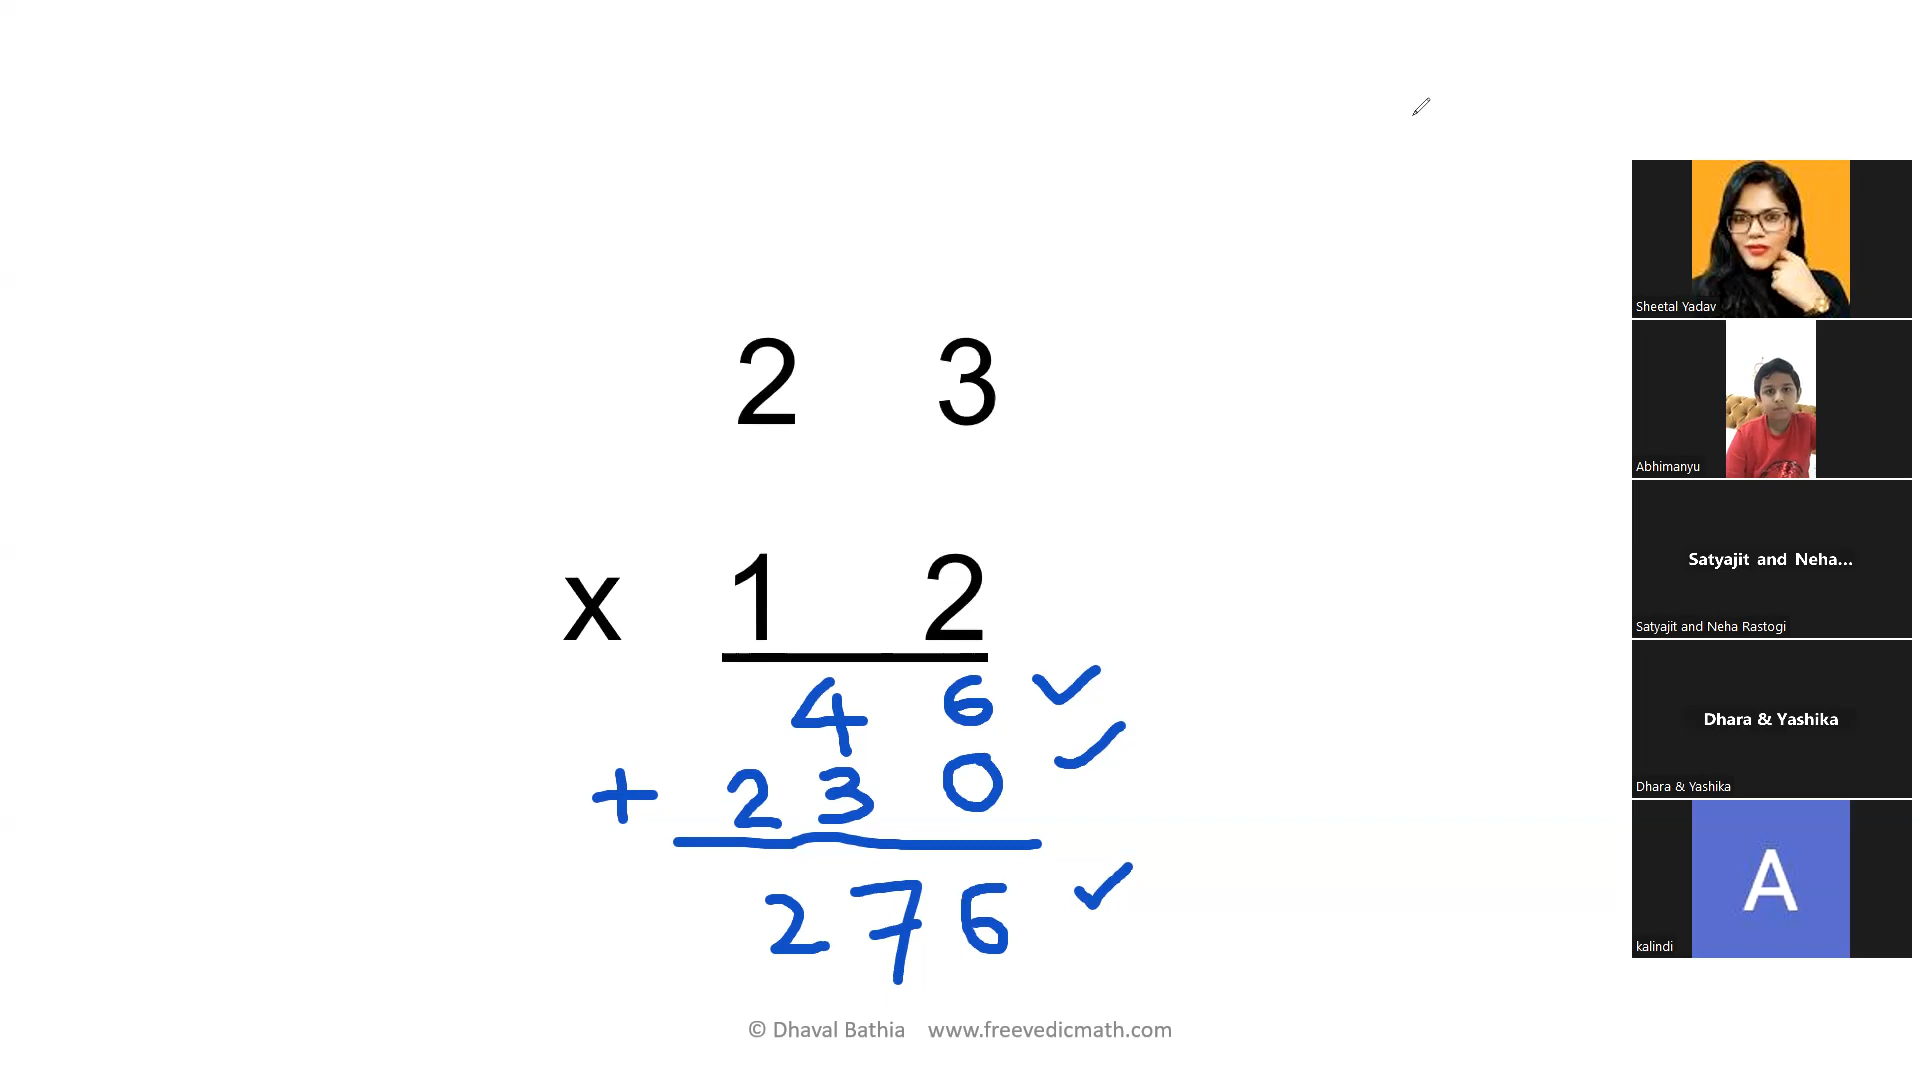 2 3
x 1 2
4 6
+ 2 3 0
2 7 6
© Dhaval Bathia www.freevedicmath.com
Sheetal Yadav
Abhimanyu
Satyajit and Neha...
Satyajit and Neha Rastogi
Dhara & Yashika
Dhara & Yashika
A
kalindi